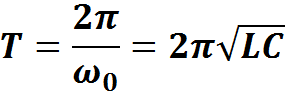 T = 2π/ω₀ = 2π√LC